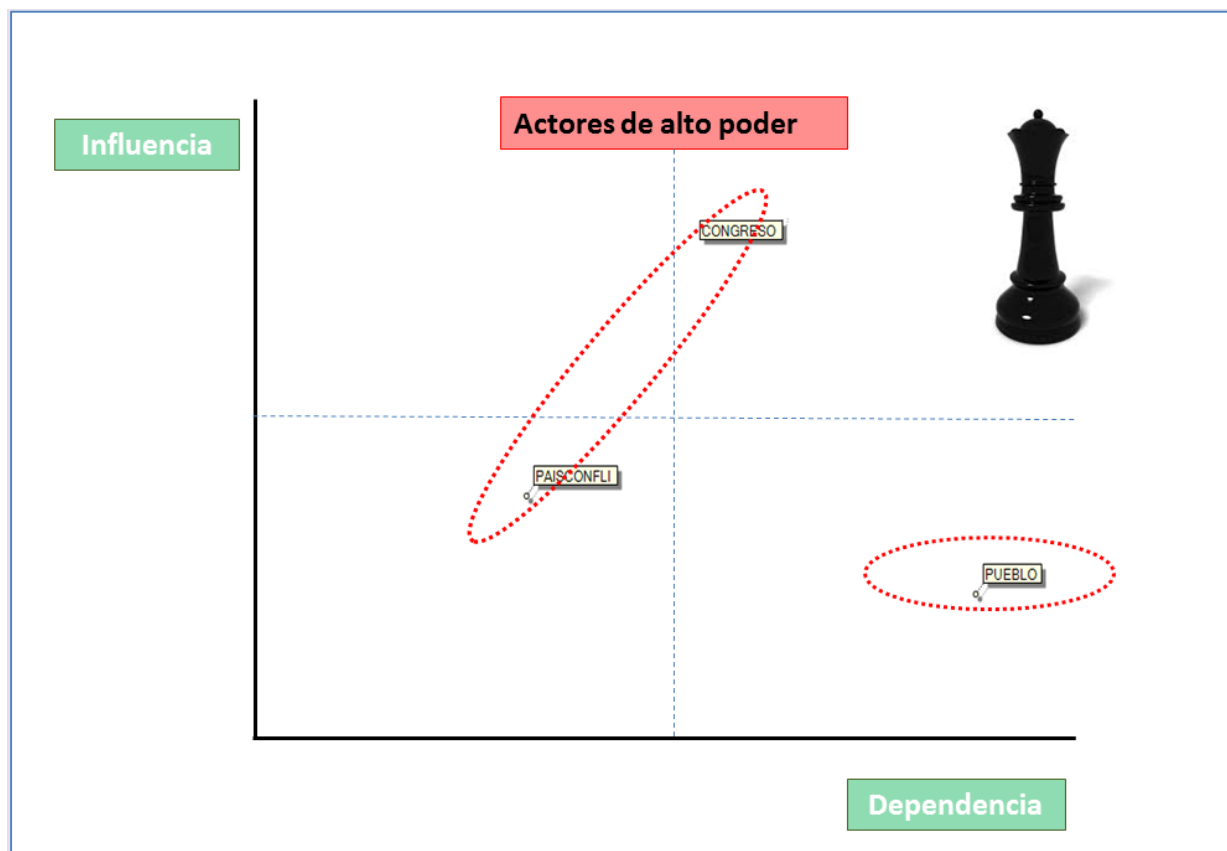 Actores de alto poder
Influencia
CONGRESO
PAISCONFLI
PUEBLO
Dependencia